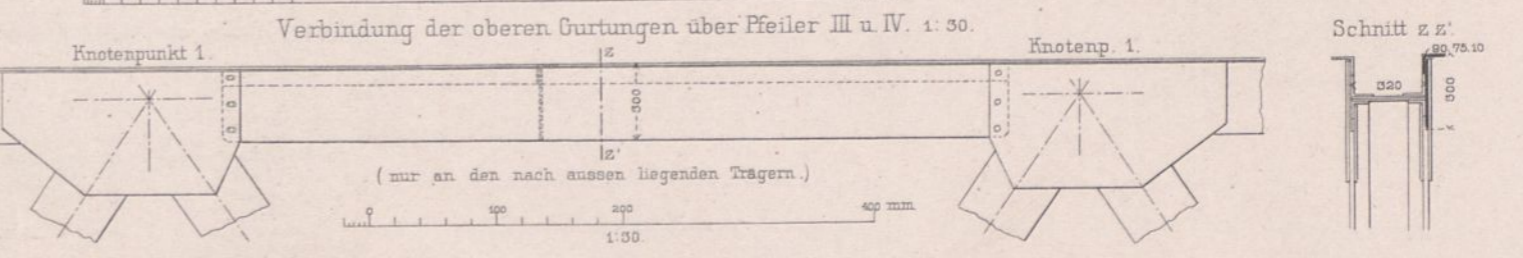 Verbindung der oberen Gurtungen über Pfeiler III u. IV. 1:30.
Knotenpunkt 1.
Knotenp. 1.
Schnitt z z'.
z
300
z'
90.75.10
320
300
(nur an den nach aussen liegenden Trägern.)
0 100 200 400 mm
1:30.